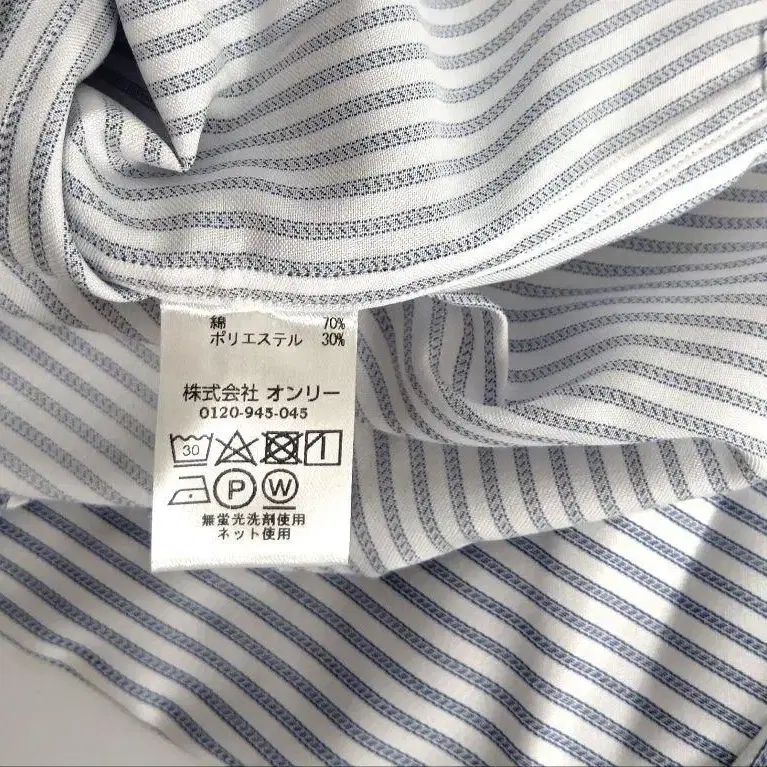 綿 70%
ポリエステル 30%
株式会社 オンリー
0120-945-045
30
P W
無蛍光洗剤使用
ネット使用